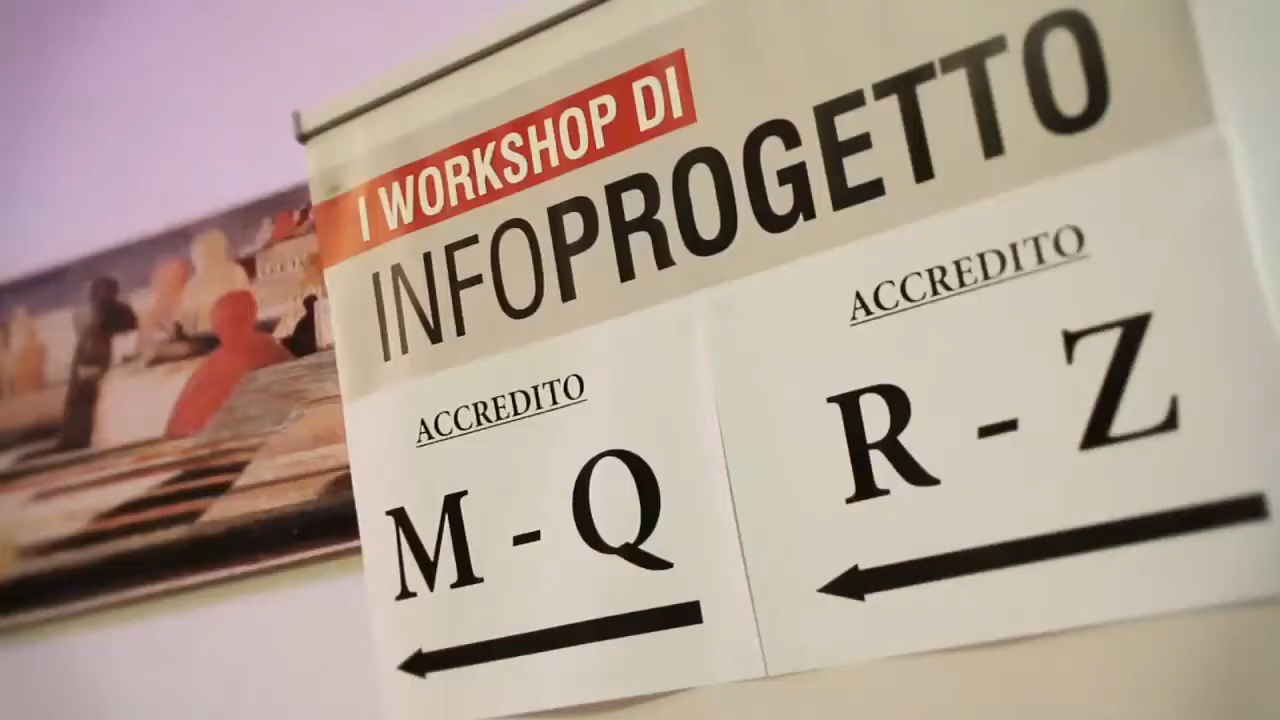 I WORKSHOP DI
INFOPROGETTO
ACCREDITO
M - Q
ACCREDITO
R - Z